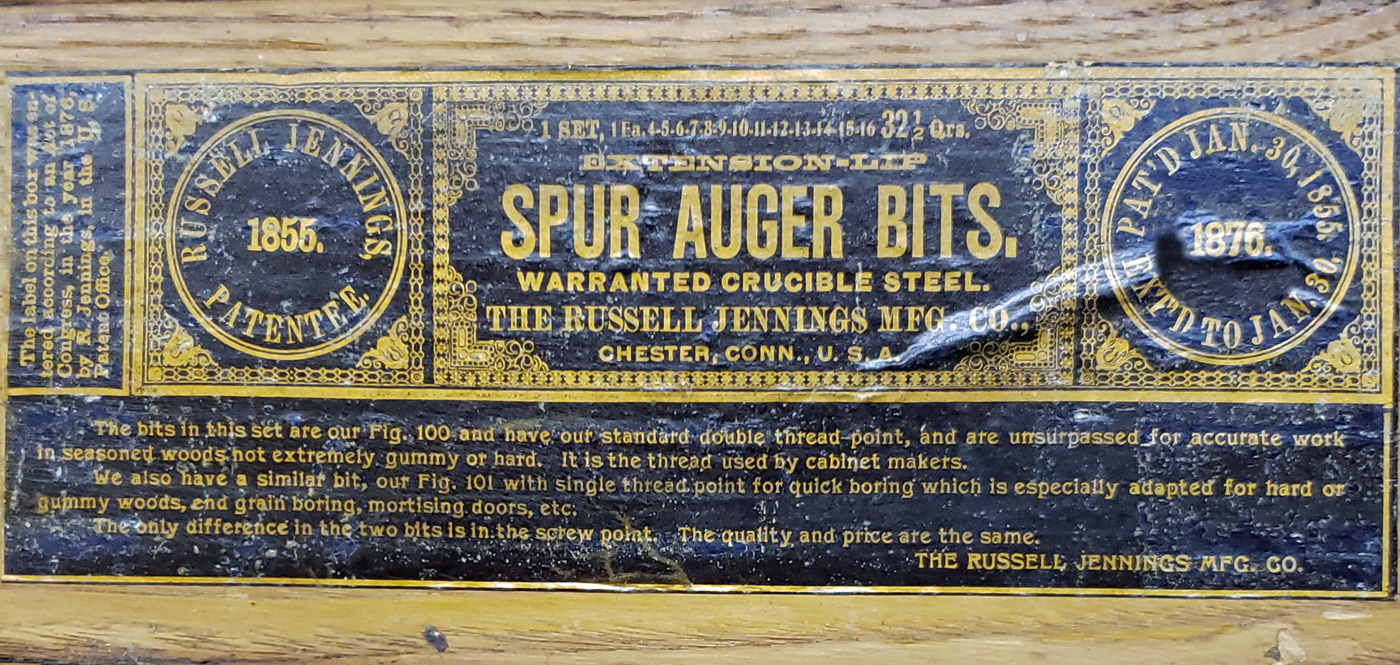 The label on this box was en-
tered according to an Act of
Congress, in the year 1876,
by R. Jennings, in the U. S.
Patent Office.
RUSSELL JENNINGS,
1855.
PATENTEE.
1 SET, 1 Ea. 4-5-6-7-8-9-10-11-12-13-14-15-16 32½ Qrs.
EXTENSION-LIP
SPUR AUGER BITS.
WARRANTED CRUCIBLE STEEL.
THE RUSSELL JENNINGS MFG. CO.,
CHESTER, CONN., U. S. A.
PAT'D JAN. 30, 1855.
1876.
EXT'D TO JAN. 30.
The bits in this set are our Fig. 100 and have our standard double thread point, and are unsurpassed for accurate work
in seasoned woods not extremely gummy or hard. It is the thread used by cabinet makers.
We also have a similar bit, our Fig. 101 with single thread point for quick boring which is especially adapted for hard or
gummy woods, end grain boring, mortising doors, etc.
The only difference in the two bits is in the screw point. The quality and price are the same.
THE RUSSELL JENNINGS MFG. CO.